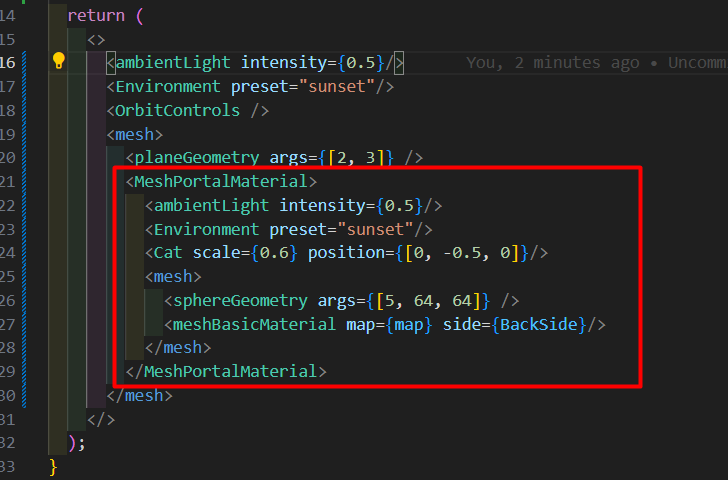 14 return (
15 <>
16 <ambientLight intensity={0.5}/> You, 2 minutes ago • Uncomm
17 <Environment preset="sunset"/>
18 <OrbitControls />
19 <mesh>
20 <planeGeometry args={[2, 3]} />
21 <MeshPortalMaterial>
22 <ambientLight intensity={0.5}/>
23 <Environment preset="sunset"/>
24 <Cat scale={0.6} position={[0, -0.5, 0]}/>
25 <mesh>
26 <sphereGeometry args={[5, 64, 64]} />
27 <meshBasicMaterial map={map} side={BackSide}/>
28 </mesh>
29 </MeshPortalMaterial>
30 </mesh>
31 </>
32 );
33 }